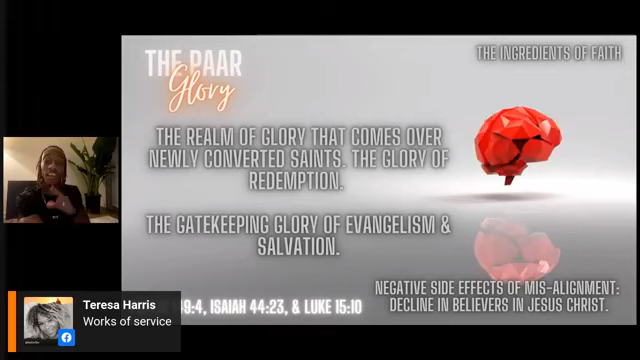 THE PAAR
Glory
THE INGREDIENTS OF FAITH
THE REALM OF GLORY THAT COMES OVER
NEWLY CONVERTED SAINTS. THE GLORY OF
REDEMPTION.
THE GATEKEEPING GLORY OF EVANGELISM &
SALVATION.
49:4, ISAIAH 44:23, & LUKE 15:10
NEGATIVE SIDE EFFECTS OF MIS-ALIGNMENT:
DECLINE IN BELIEVERS IN JESUS CHRIST.
Teresa Harris
Works of service